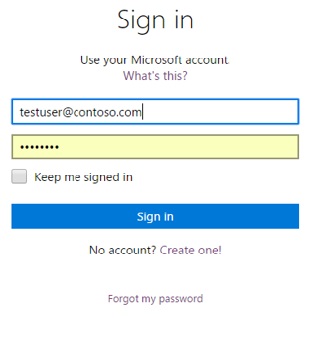 Sign in
Use your Microsoft account.
What's this?
testuser@contoso.com
••••••••
Keep me signed in
Sign in
No account? Create one!
Forgot my password